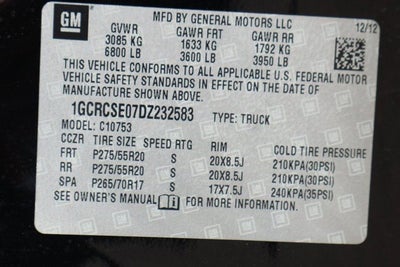 GM
MFD BY GENERAL MOTORS LLC
12/12
GVWR GAWR FRT GAWR RR
3085 KG 1633 KG 1792 KG
6800 LB 3600 LB 3950 LB
THIS VEHICLE CONFORMS TO ALL APPLICABLE U.S. FEDERAL MOTOR
VEHICLE SAFETY STANDARDS IN EFFECT ON THE DATE OF
MANUFACTURE SHOWN ABOVE.
1GCRCSE07DZ232583 TYPE: TRUCK
MODEL: C10753
CCZR TIRE SIZE SPEED RTG RIM COLD TIRE PRESSURE
FRT P275/55R20 S 20X8.5J 210KPA(30PSI)
RR P275/55R20 S 20X8.5J 210KPA(30PSI)
SPA P265/70R17 S 17X7.5J 240KPA(35PSI)
SEE OWNER'S MANUAL FOR MORE INFORMATION.